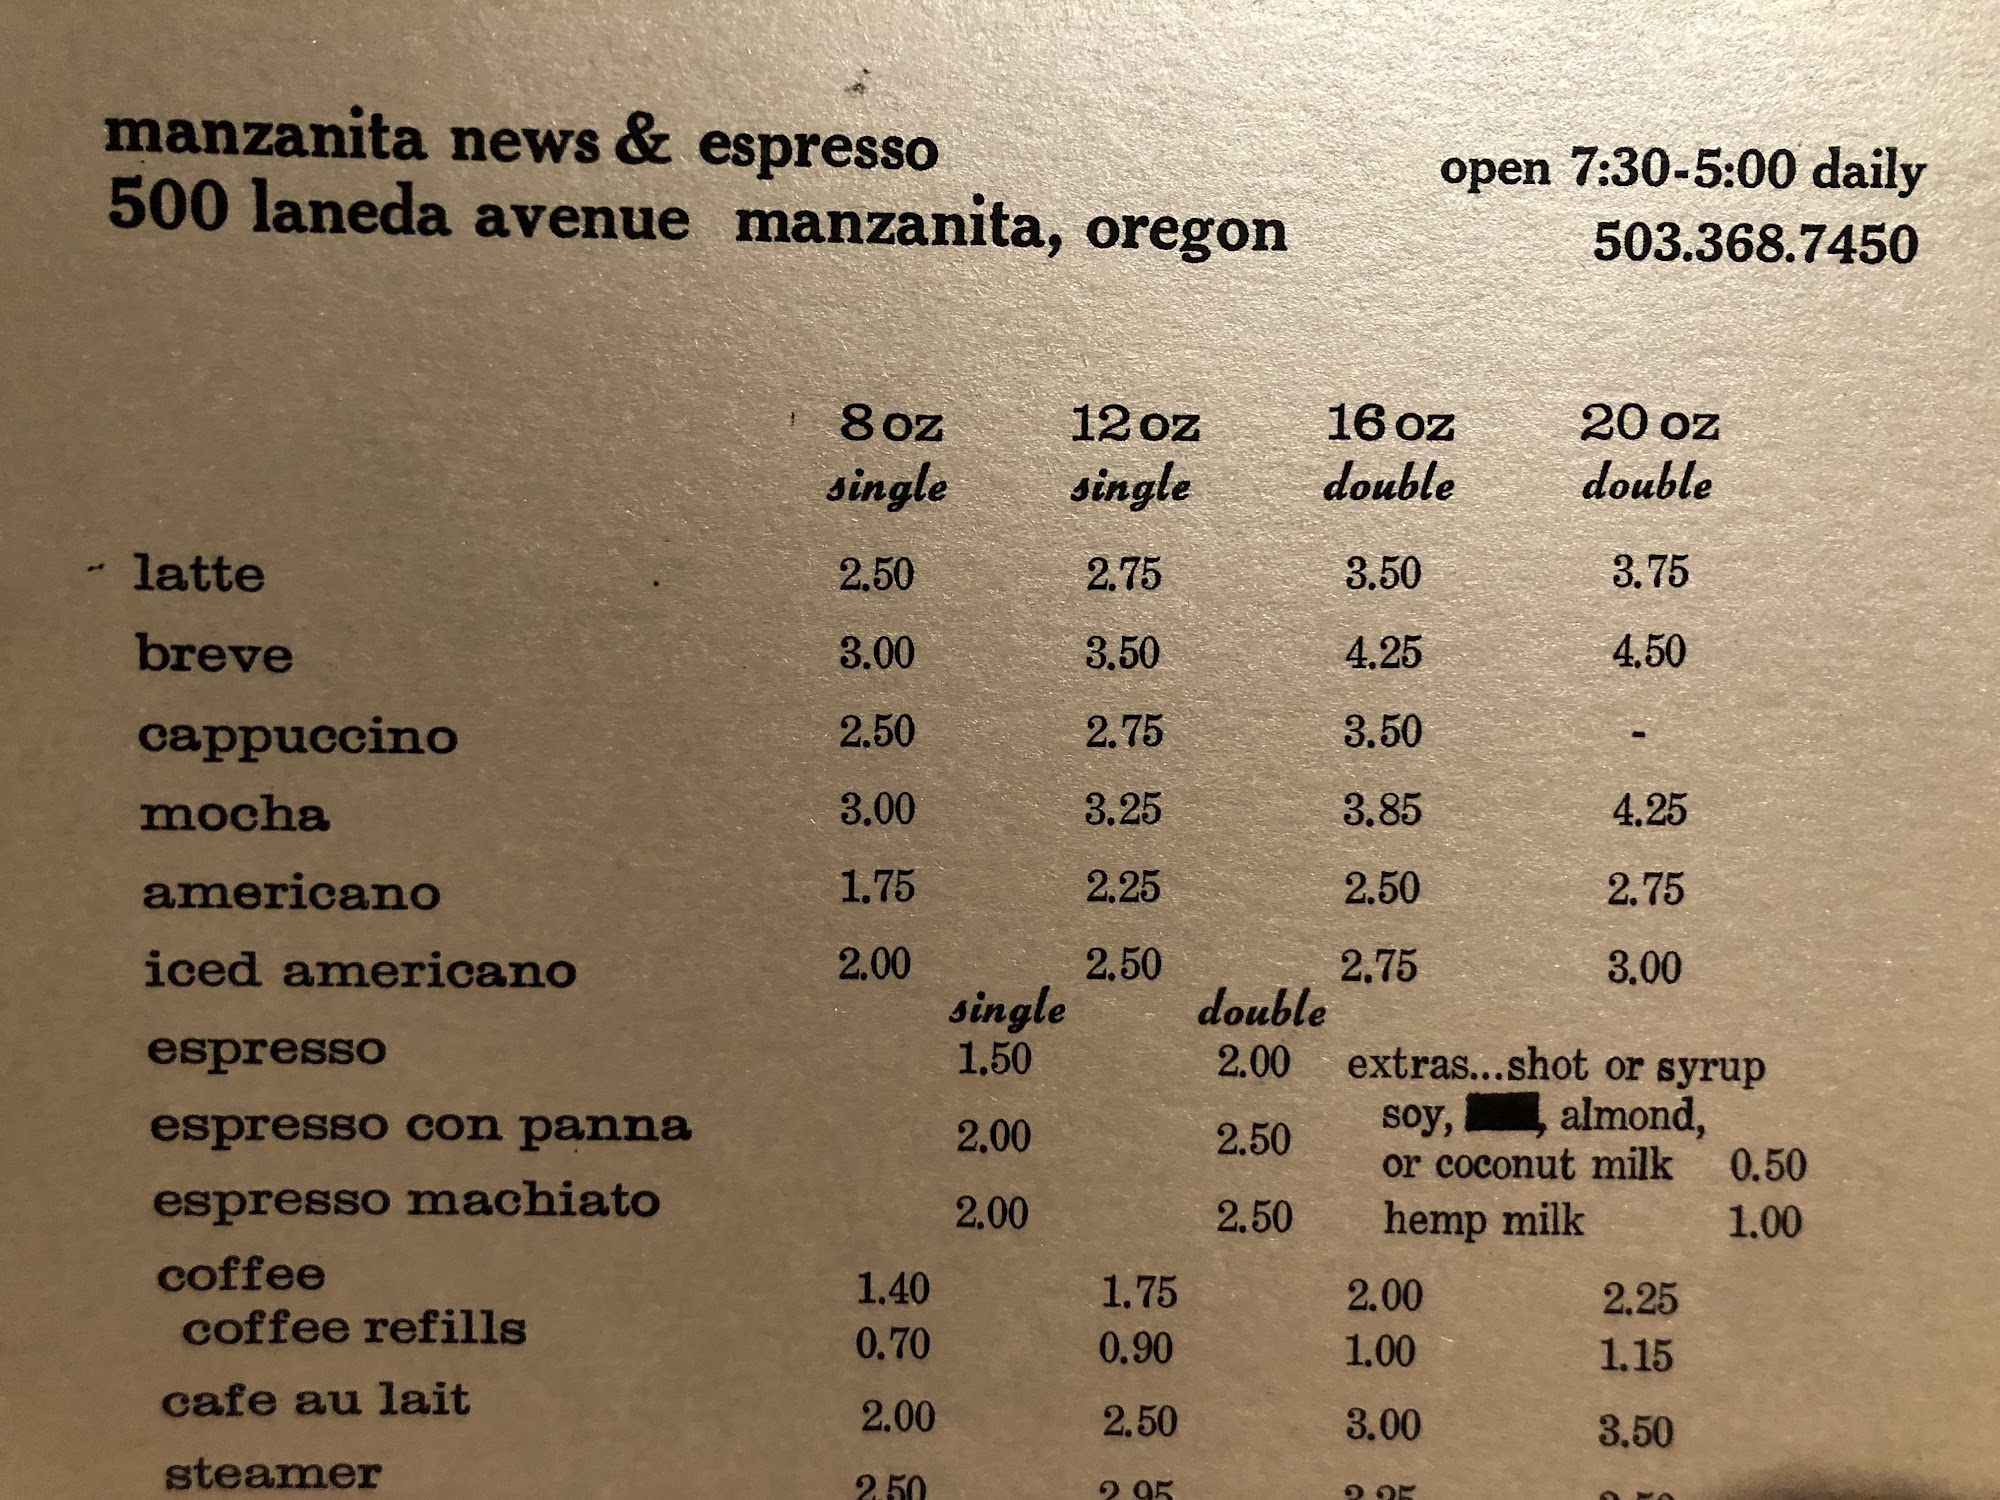 manzanita news & espresso
500 laneda avenue manzanita, oregon
open 7:30-5:00 daily
503.368.7450
8 oz 12 oz 16 oz 20 oz
single single double double
latte 2.50 2.75 3.50 3.75
breve 3.00 3.50 4.25 4.50
cappuccino 2.50 2.75 3.50 -
mocha 3.00 3.25 3.85 4.25
americano 1.75 2.25 2.50 2.75
iced americano 2.00 2.50 2.75 3.00
single double
espresso 1.50 2.00
espresso con panna 2.00 2.50
espresso machiato 2.00 2.50
extras...shot or syrup
soy, , almond,
or coconut milk 0.50
hemp milk 1.00
coffee 1.40 1.75 2.00 2.25
coffee refills 0.70 0.90 1.00 1.15
cafe au lait 2.00 2.50 3.00 3.50
steamer 2.50 2.95